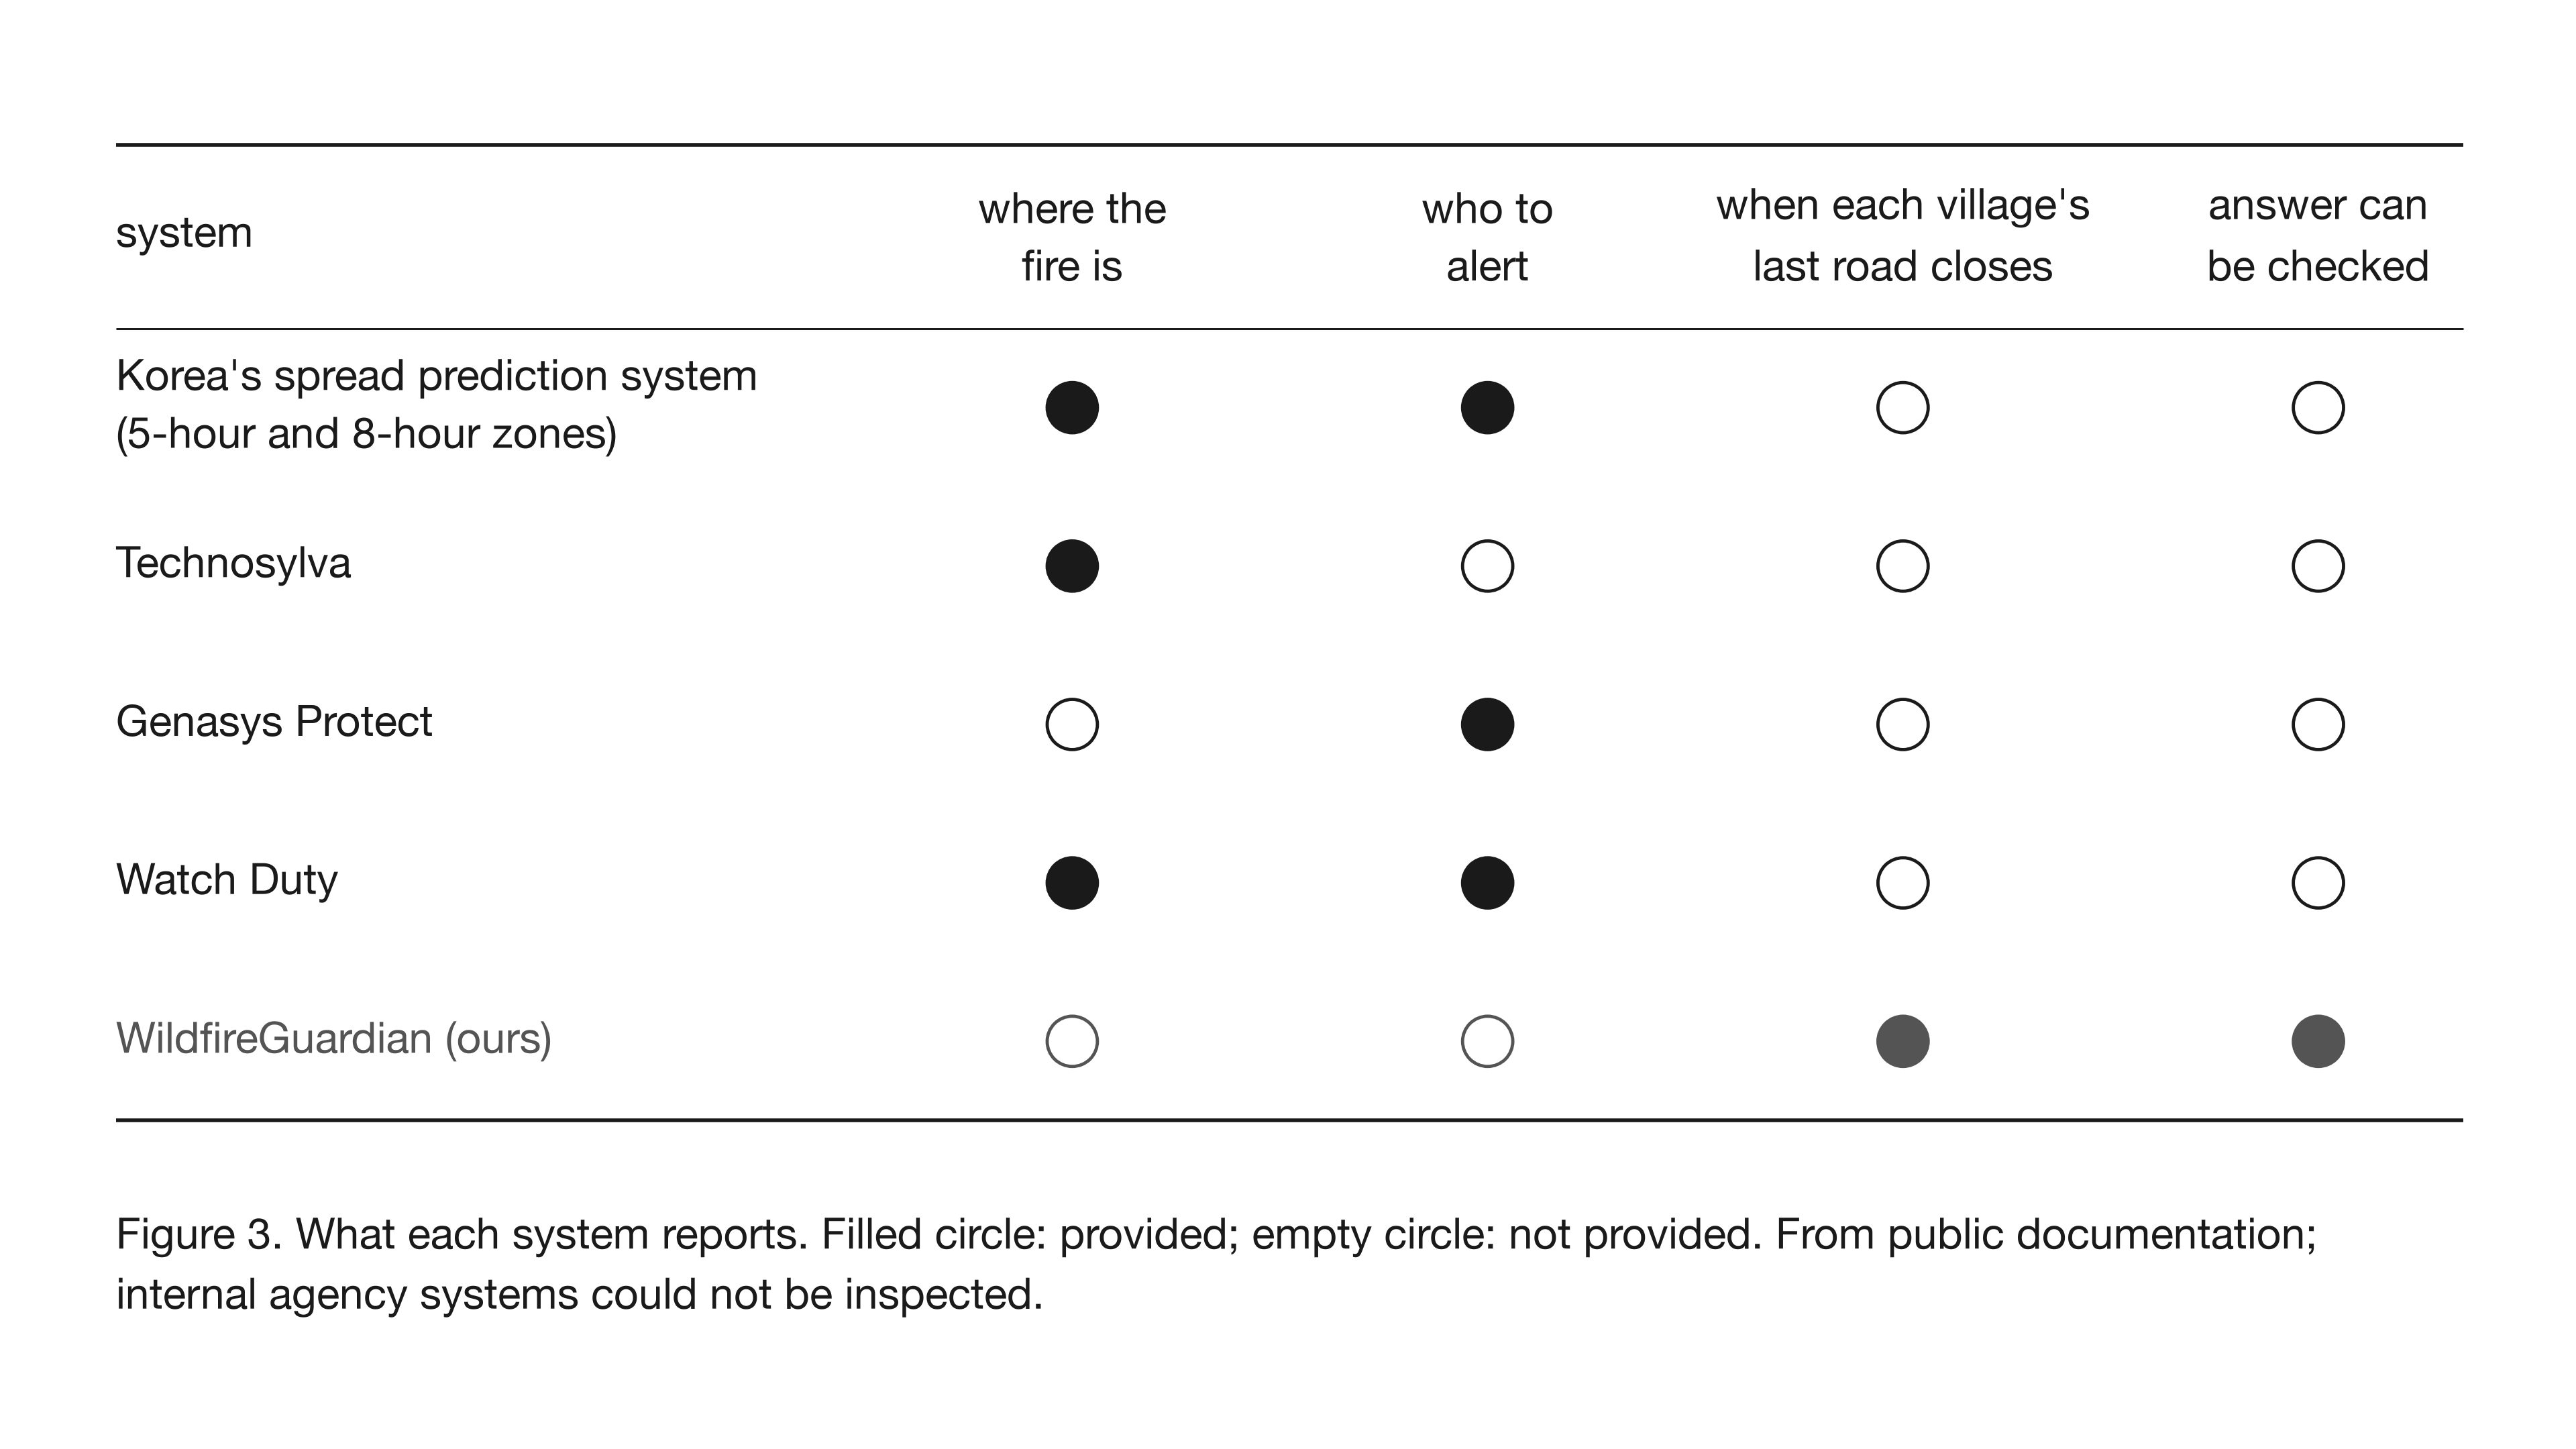 system
where the
fire is
who to
alert
when each village's
last road closes
answer can
be checked
Korea's spread prediction system
(5-hour and 8-hour zones)
Technosylva
Genasys Protect
Watch Duty
WildfireGuardian (ours)
Figure 3. What each system reports. Filled circle: provided; empty circle: not provided. From public documentation;
internal agency systems could not be inspected.